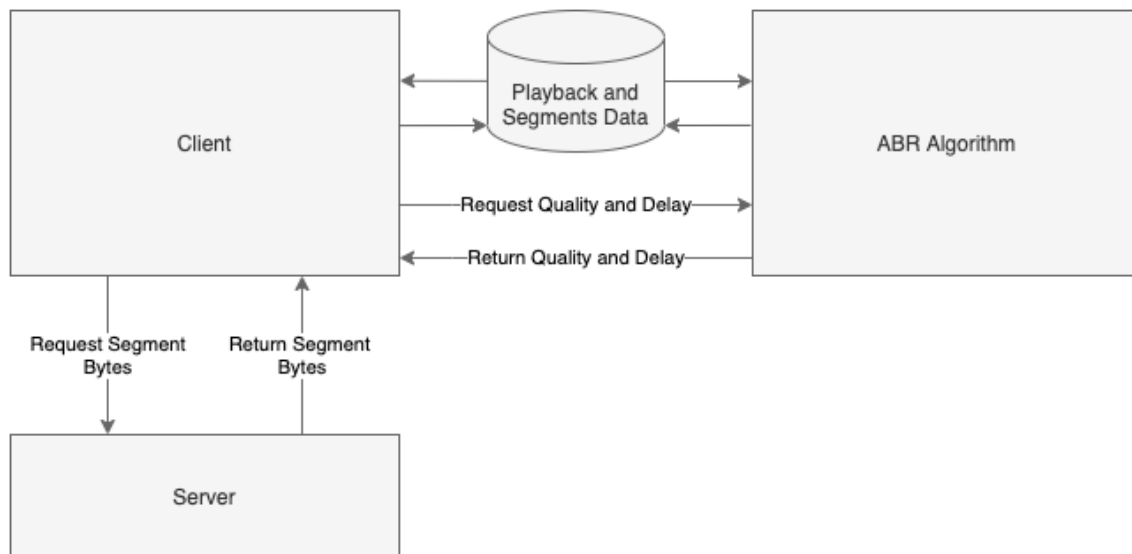 Client
Playback and
Segments Data
ABR Algorithm
Request Quality and Delay
Return Quality and Delay
Request Segment
Bytes
Return Segment
Bytes
Server